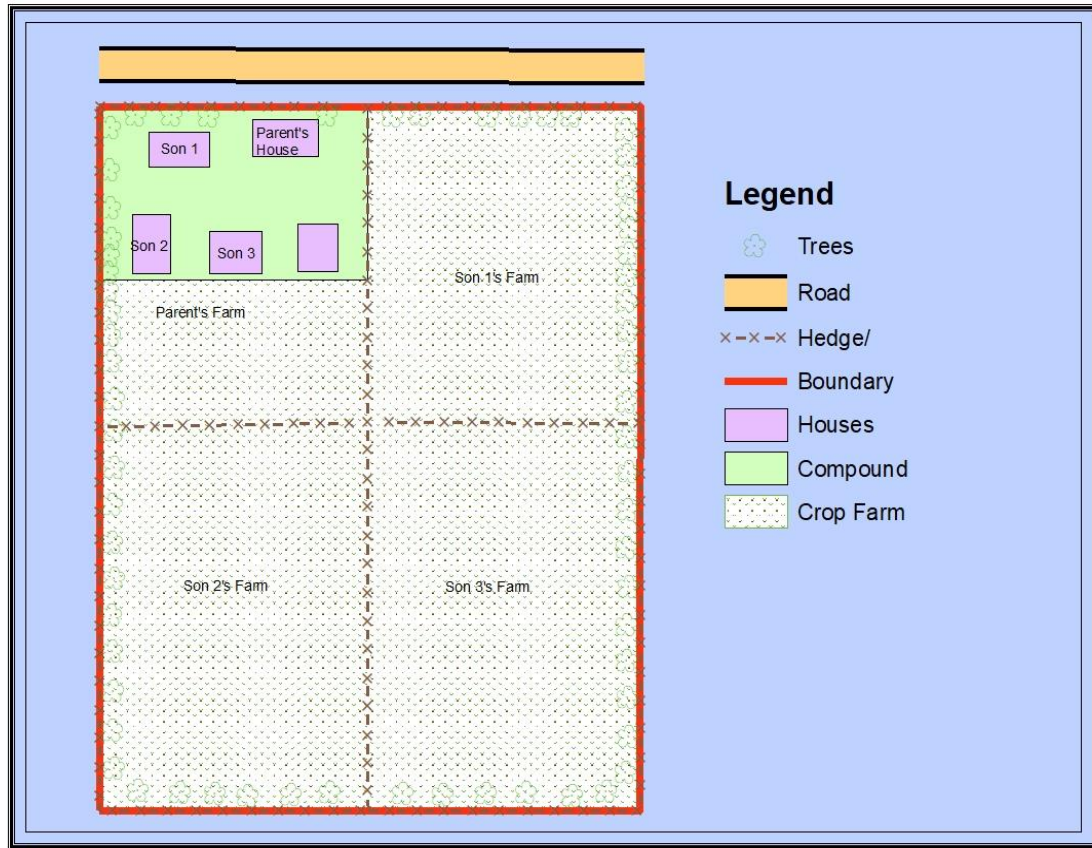 Son 1
Parent's
House
Son 2
Son 3
Son 1's Farm
Parent's Farm
Son 2's Farm
Son 3's Farm
Legend
Trees
Road
Hedge/
Boundary
Houses
Compound
Crop Farm